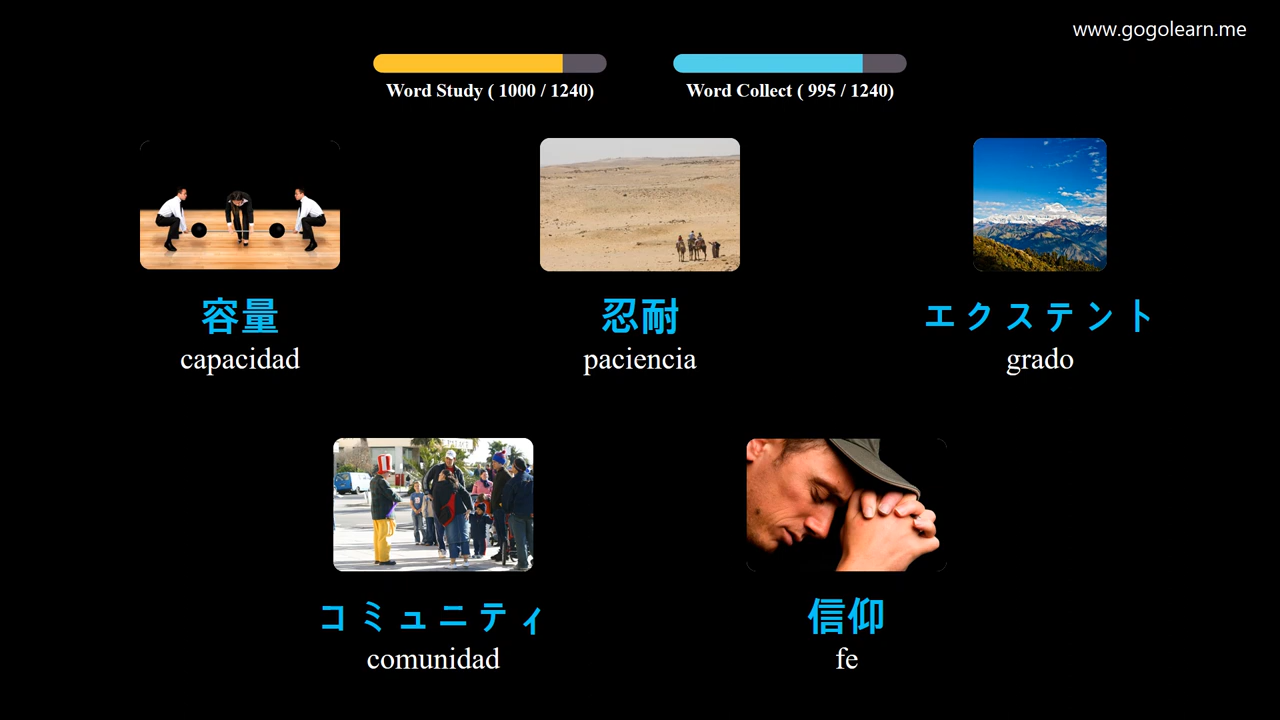 www.gogolearn.me
Word Study ( 1000 / 1240)
Word Collect ( 995 / 1240)
容量
capacidad
忍耐
paciencia
エクステント
grado
コミュニティ
comunidad
信仰
fe